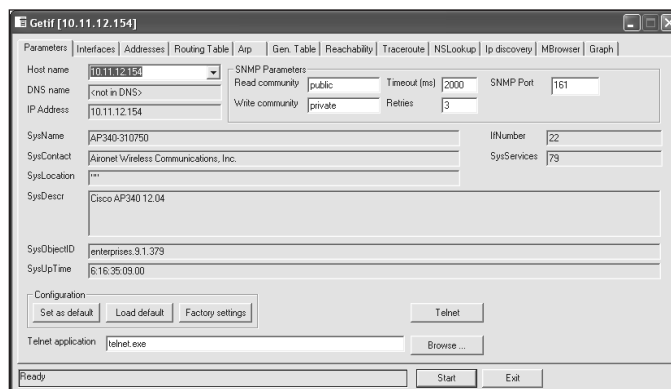 Getif [10.11.12.154]
Parameters Interfaces Addresses Routing Table Arp Gen. Table Reachability Traceroute NSLookup Ip discovery MBrowser Graph
Host name 10.11.12.154
DNS name <not in DNS>
IP Address 10.11.12.154
SNMP Parameters
Read community public Timeout (ms) 2000 SNMP Port 161
Write community private Retries 3
SysName AP340-310750 IfNumber 22
SysContact Aironet Wireless Communications, Inc. SysServices 79
SysLocation ""
SysDescr Cisco AP340 12.04
SysObjectID enterprises.9.1.379
SysUpTime 6:16:35:09.00
Configuration
Set as default Load default Factory settings Telnet
Telnet application telnet.exe Browse ...
Ready Start Exit